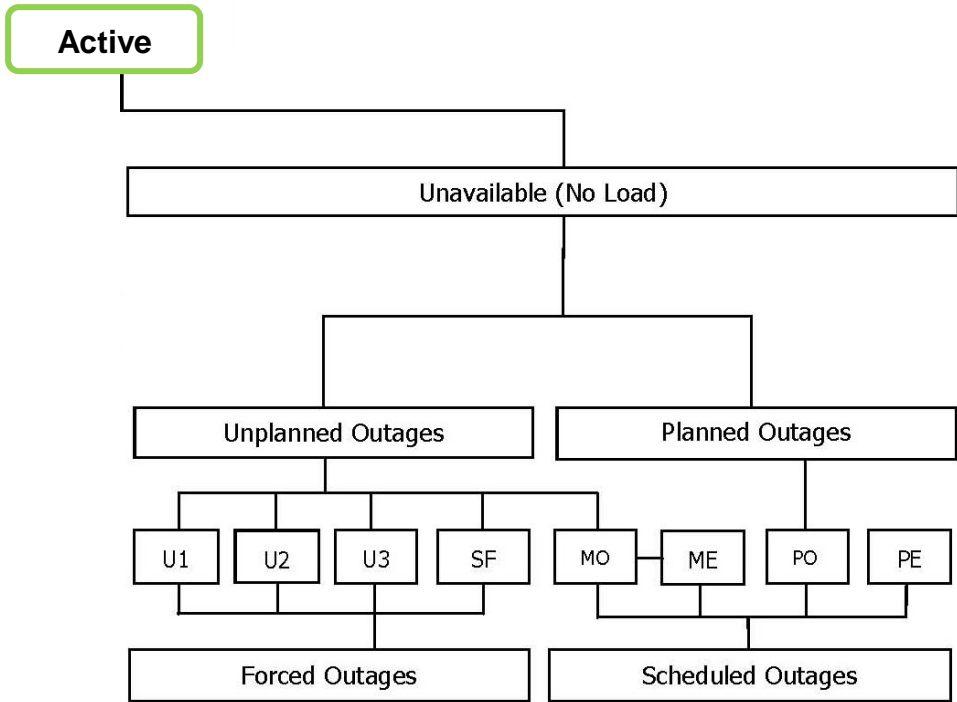 Active
Unavailable (No Load)
Unplanned Outages
Planned Outages
U1
U2
U3
SF
MO
ME
PO
PE
Forced Outages
Scheduled Outages